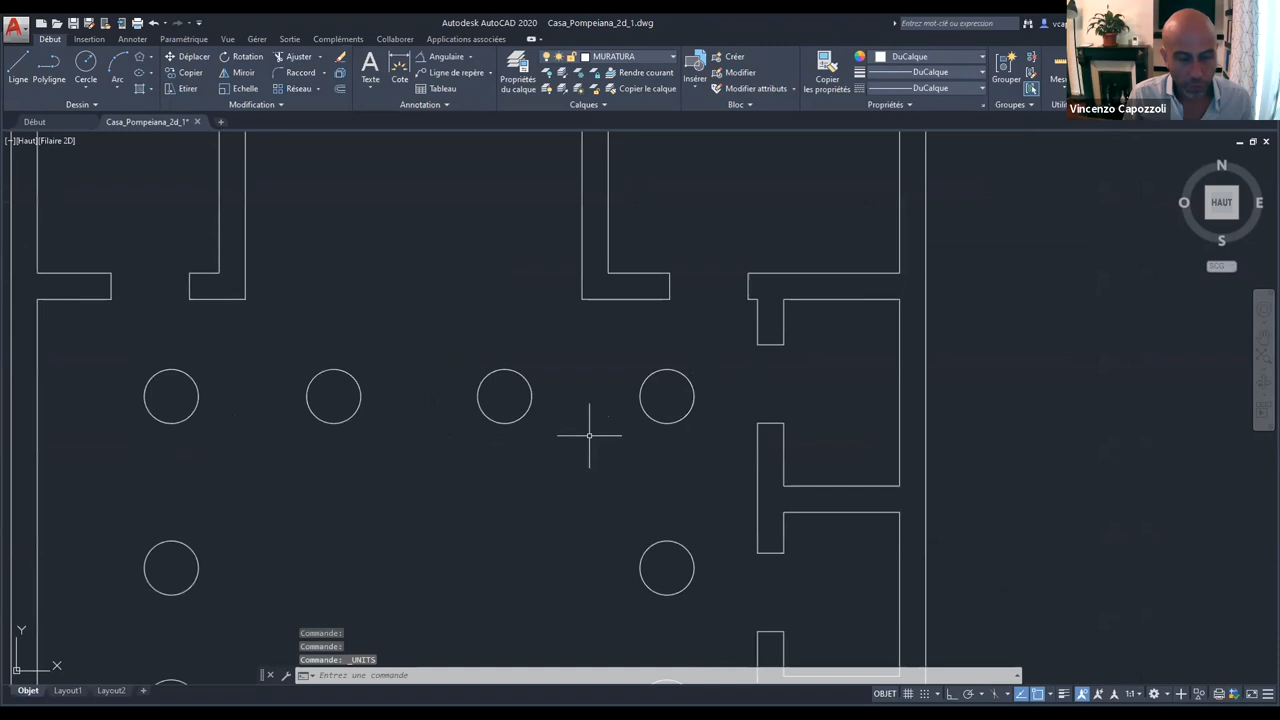 Autodesk AutoCAD 2020 Casa_Pompeiana_2d_1.dwg
Entrez mot-clé ou expression
Début Insérer Annoter Paramétrique Vue Gérer Sortie Compléments Collaborer Applications associées
Ligne
Polyligne
Cercle
Arc
Dessin
Déplacer
Rotation
Ajuster
Copier
Miroir
Raccord
Etirer
Echelle
Réseau
Modification
Texte
Cote
Angulaire
Ligne de repère
Tableau
Annotation
Propriétés
du calque
MURATURA
Rendre courant
Copier le calque
Calques
Insérer
Créer
Modifier
Modifier attributs
Bloc
Copier
les propriétés
DuCalque
DuCalque
DuCalque
Propriétés
Grouper
Groupes
Vincenzo Capozzoli
Début
Casa_Pompeiana_2d_1*
[−][Haut][Filaire 2D]
N
O
HAUT
E
S
SCG
Y
X
Commande:
Commande:
Commande: _UNITS
Entrez une commande
Objet Layout1 Layout2
OBJET
1:1